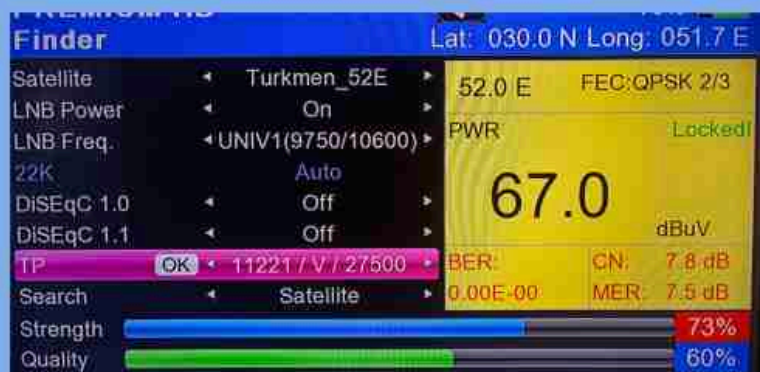 PREMIUM HD
Finder
Lat: 030.0 N Long: 051.7 E
Satellite Turkmen_52E
LNB Power On
LNB Freq. UNIV1(9750/10600)
22K Auto
DiSEqC 1.0 Off
DiSEqC 1.1 Off
TP OK 11221 / V / 27500
Search Satellite
52.0 E FEC:QPSK 2/3
PWR Locked!
67.0
dBuV
BER: CN: 7.8 dB
0.00E-00 MER: 7.5 dB
Strength 73%
Quality 60%